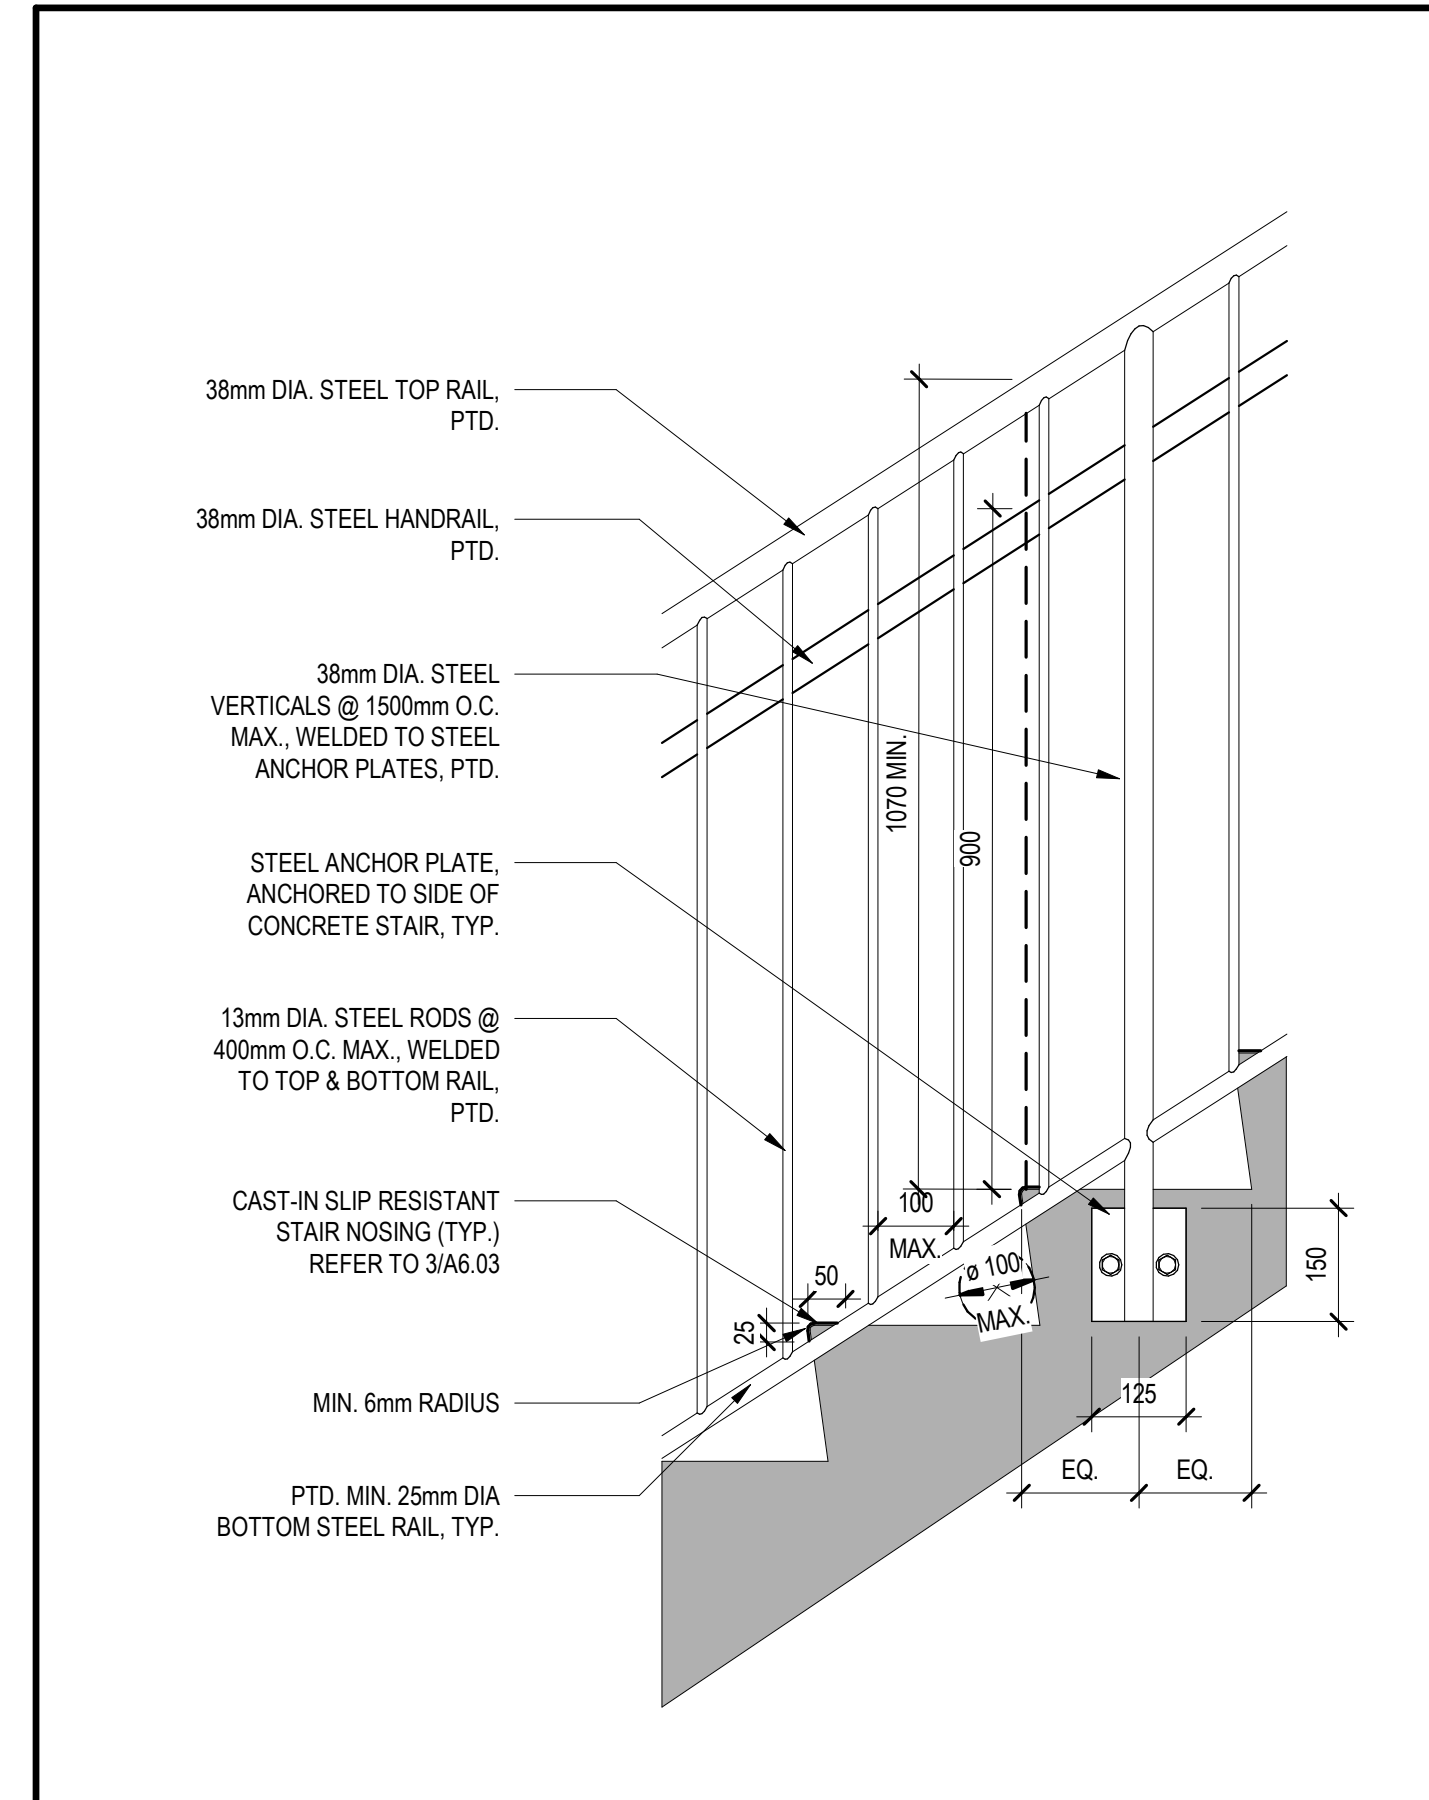 38mm DIA. STEEL TOP RAIL,
PTD.
38mm DIA. STEEL HANDRAIL,
PTD.
38mm DIA. STEEL
VERTICALS @ 1500mm O.C.
MAX., WELDED TO STEEL
ANCHOR PLATES, PTD.
STEEL ANCHOR PLATE,
ANCHORED TO SIDE OF
CONCRETE STAIR, TYP.
13mm DIA. STEEL RODS @
400mm O.C. MAX., WELDED
TO TOP & BOTTOM RAIL,
PTD.
CAST-IN SLIP RESISTANT
STAIR NOSING (TYP.)
REFER TO 3/A6.03
MIN. 6mm RADIUS
PTD. MIN. 25mm DIA
BOTTOM STEEL RAIL, TYP.
1070 MIN.
900
100
MAX.
ø 100
MAX.
50
25
150
125
EQ.
EQ.